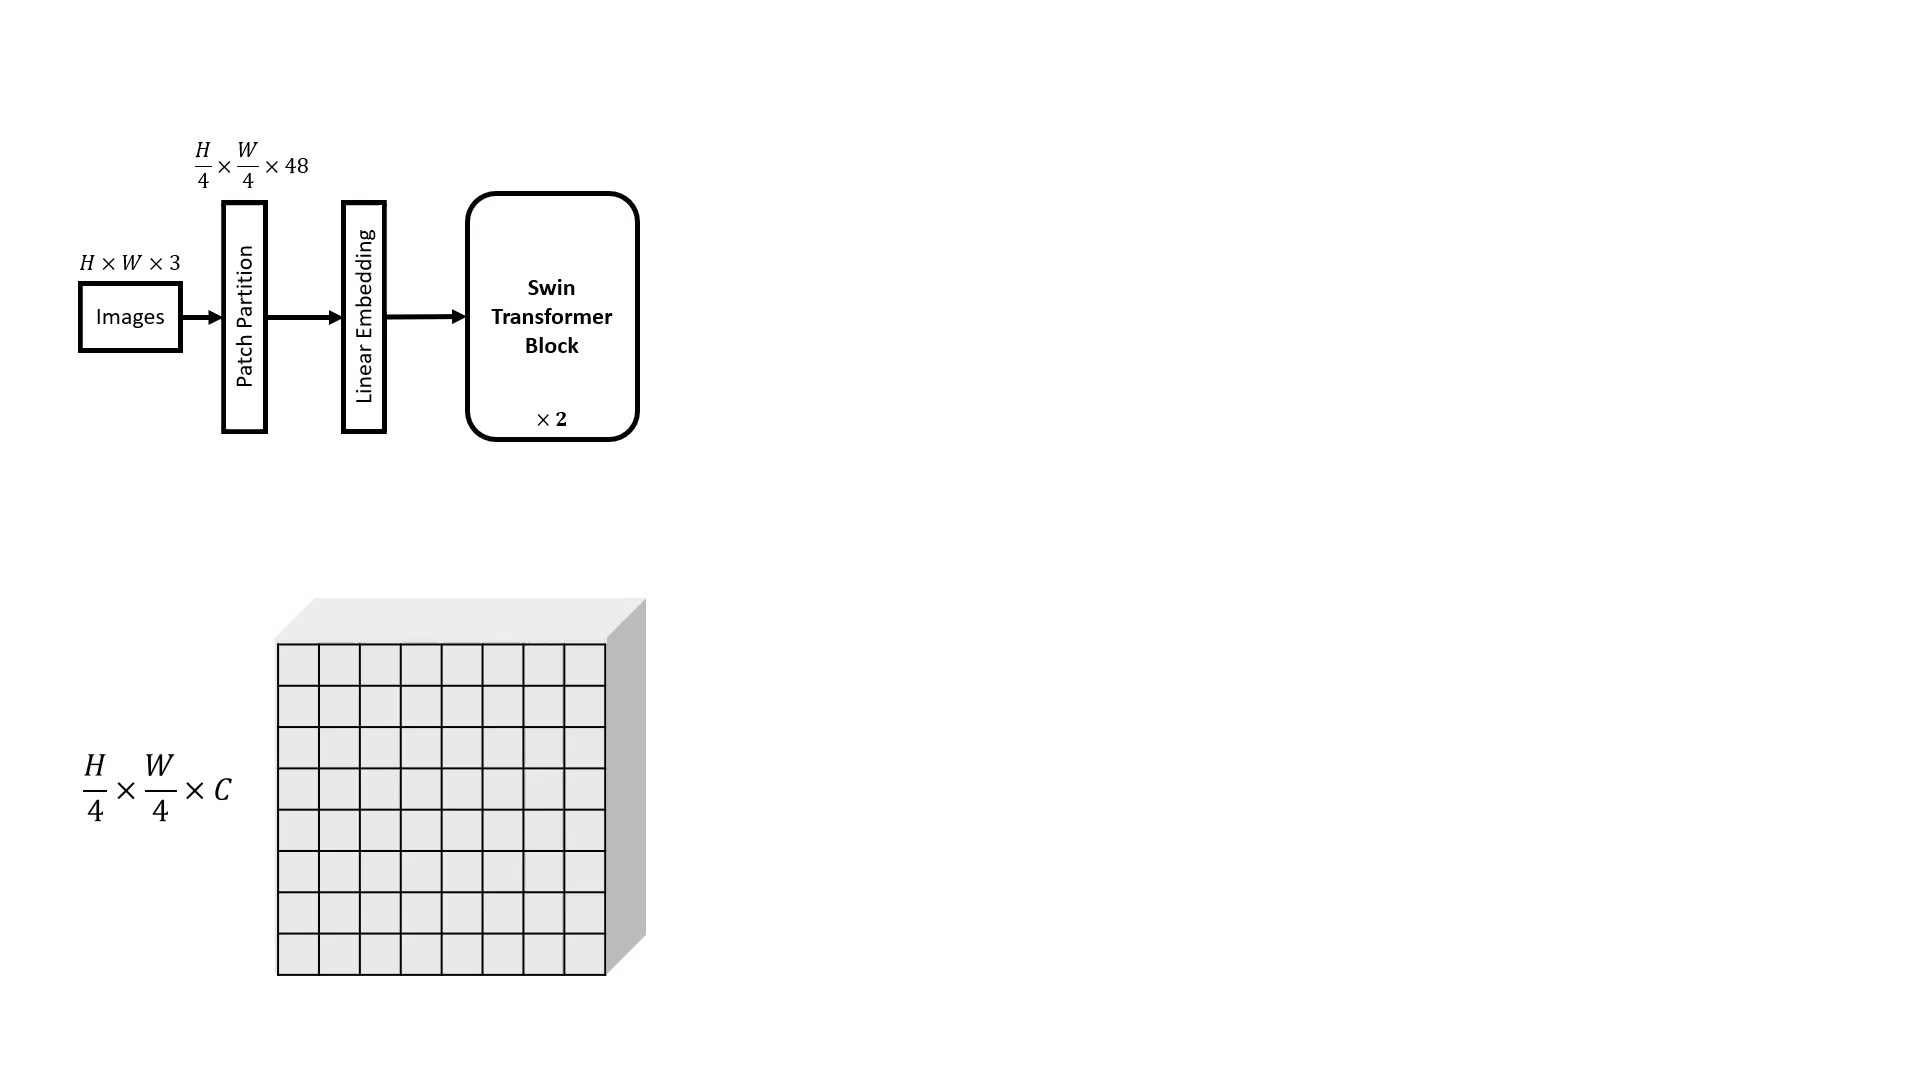 H/4 × W/4 × 48
H × W × 3
Images
Patch Partition
Linear Embedding
Swin
Transformer
Block
× 2
H/4 × W/4 × C